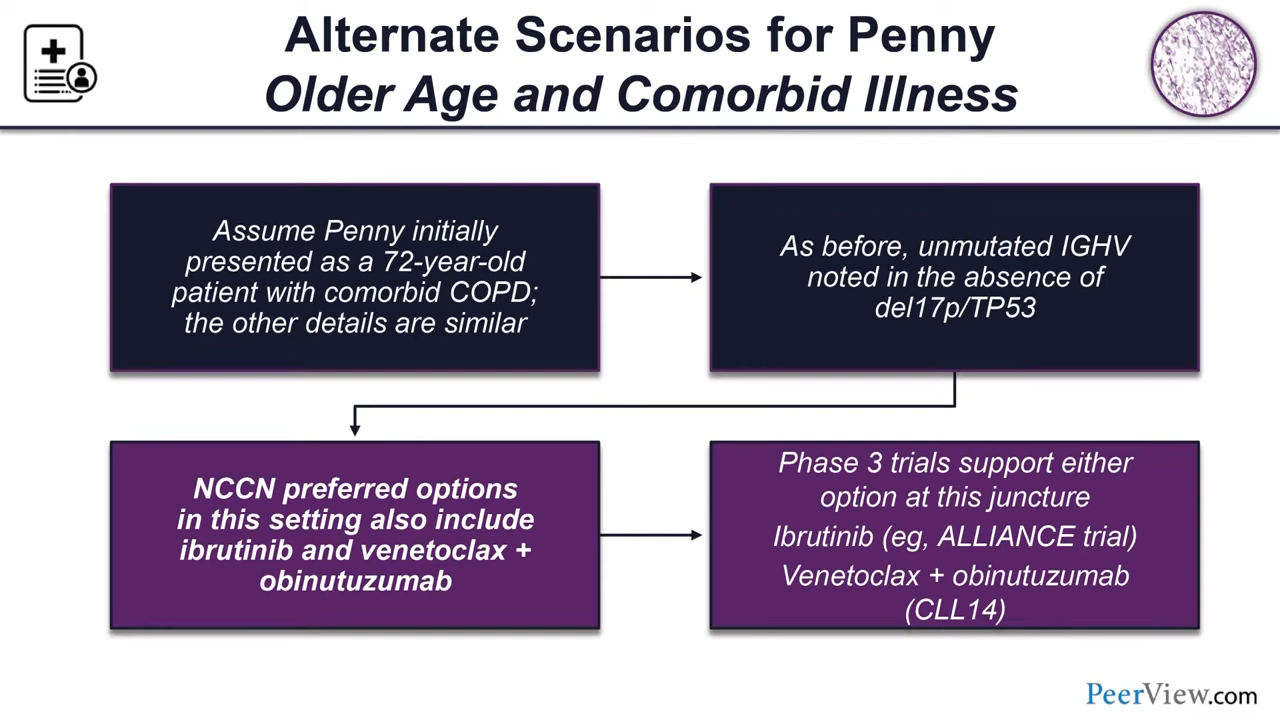 Alternate Scenarios for Penny
Older Age and Comorbid Illness
Assume Penny initially
presented as a 72-year-old
patient with comorbid COPD;
the other details are similar
As before, unmutated IGHV
noted in the absence of
del17p/TP53
NCCN preferred options
in this setting also include
ibrutinib and venetoclax +
obinutuzumab
Phase 3 trials support either
option at this juncture
Ibrutinib (eg, ALLIANCE trial)
Venetoclax + obinutuzumab
(CLL14)
PeerView.com